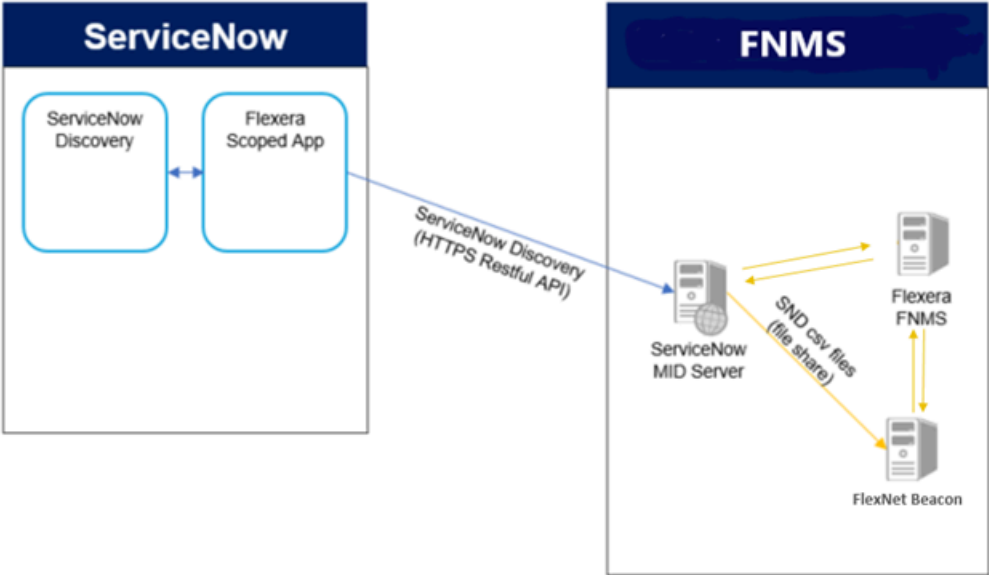 ServiceNow
FNMS
ServiceNow
Discovery
Flexera
Scoped App
ServiceNow Discovery
(HTTPS Restful API)
SND csv files
(file share)
Flexera
FNMS
ServiceNow
MID Server
FlexNet Beacon